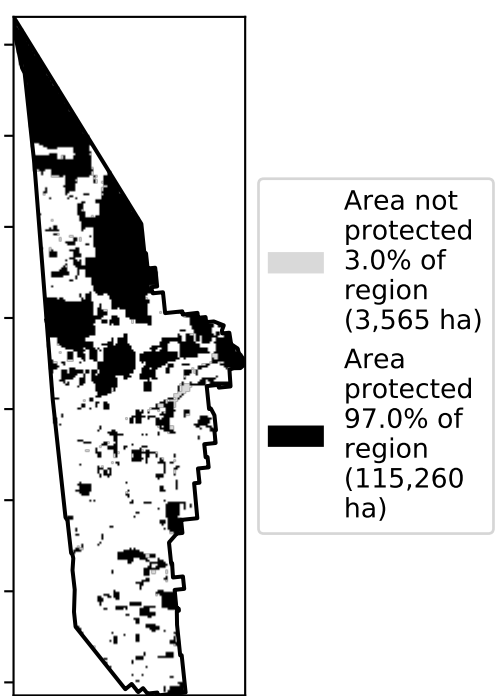 Area not
protected
3.0% of
region
(3,565 ha)
Area
protected
97.0% of
region
(115,260
ha)